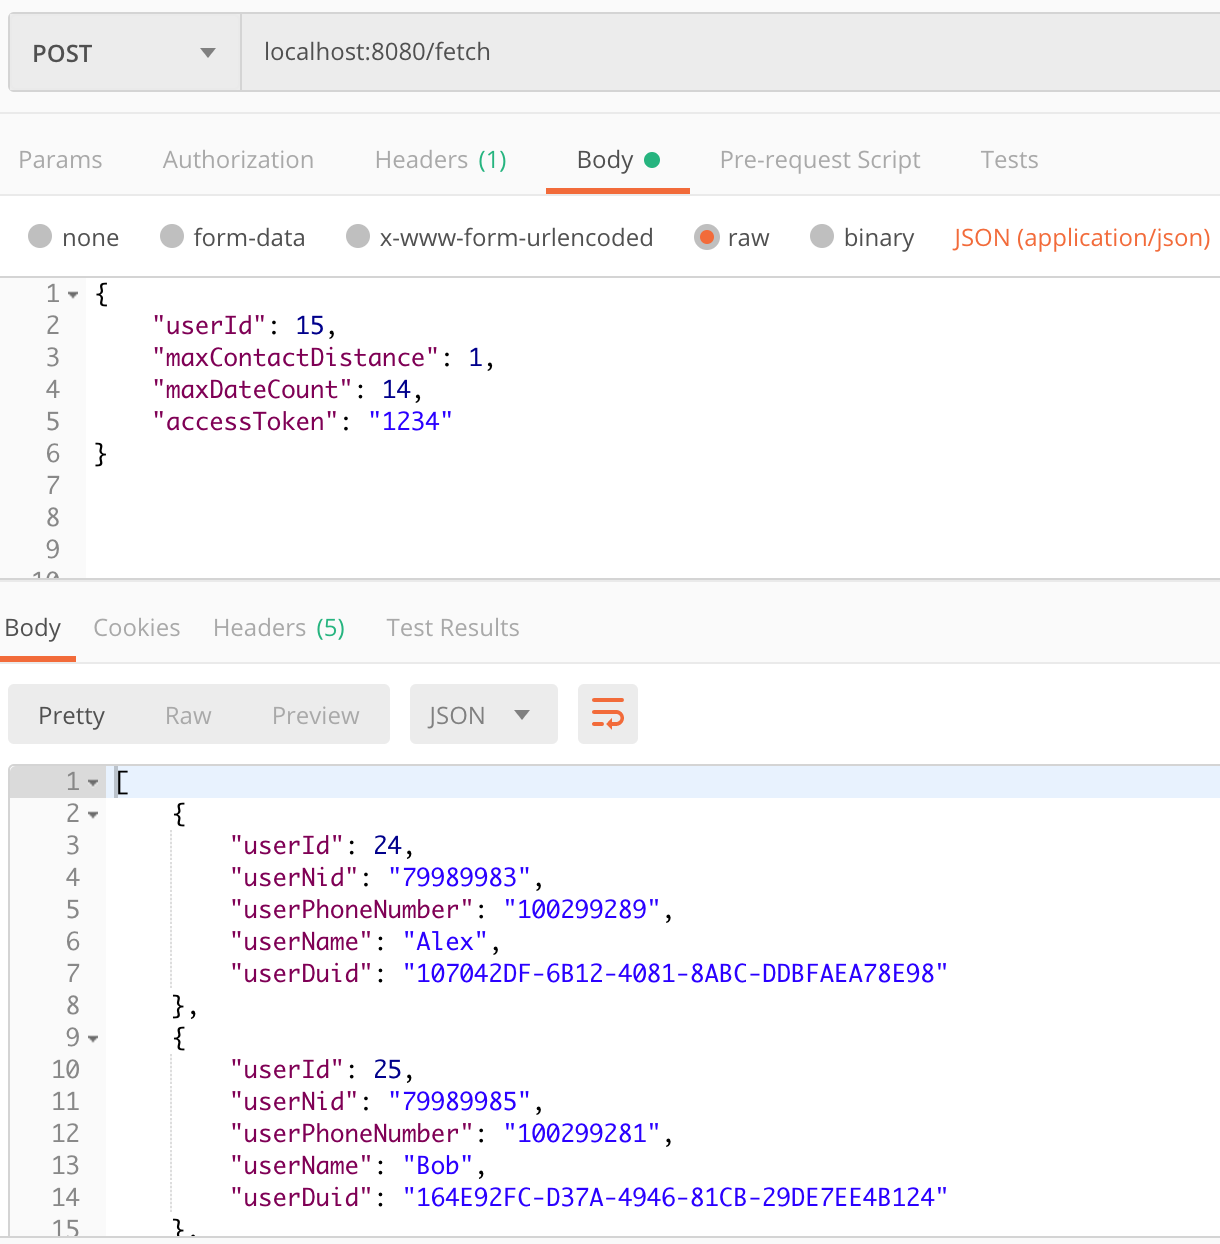 POST localhost:8080/fetch
Params Authorization Headers (1) Body Pre-request Script Tests
none form-data x-www-form-urlencoded raw binary JSON (application/json)
1 {
2 "userId": 15,
3 "maxContactDistance": 1,
4 "maxDateCount": 14,
5 "accessToken": "1234"
6 }
7
8
9
10
Body Cookies Headers (5) Test Results
Pretty Raw Preview JSON
1 [
2 {
3 "userId": 24,
4 "userNid": "79989983",
5 "userPhoneNumber": "100299289",
6 "userName": "Alex",
7 "userDuid": "107042DF-6B12-4081-8ABC-DDBFAEA78E98"
8 },
9 {
10 "userId": 25,
11 "userNid": "79989985",
12 "userPhoneNumber": "100299281",
13 "userName": "Bob",
14 "userDuid": "164E92FC-D37A-4946-81CB-29DE7EE4B124"
15 },